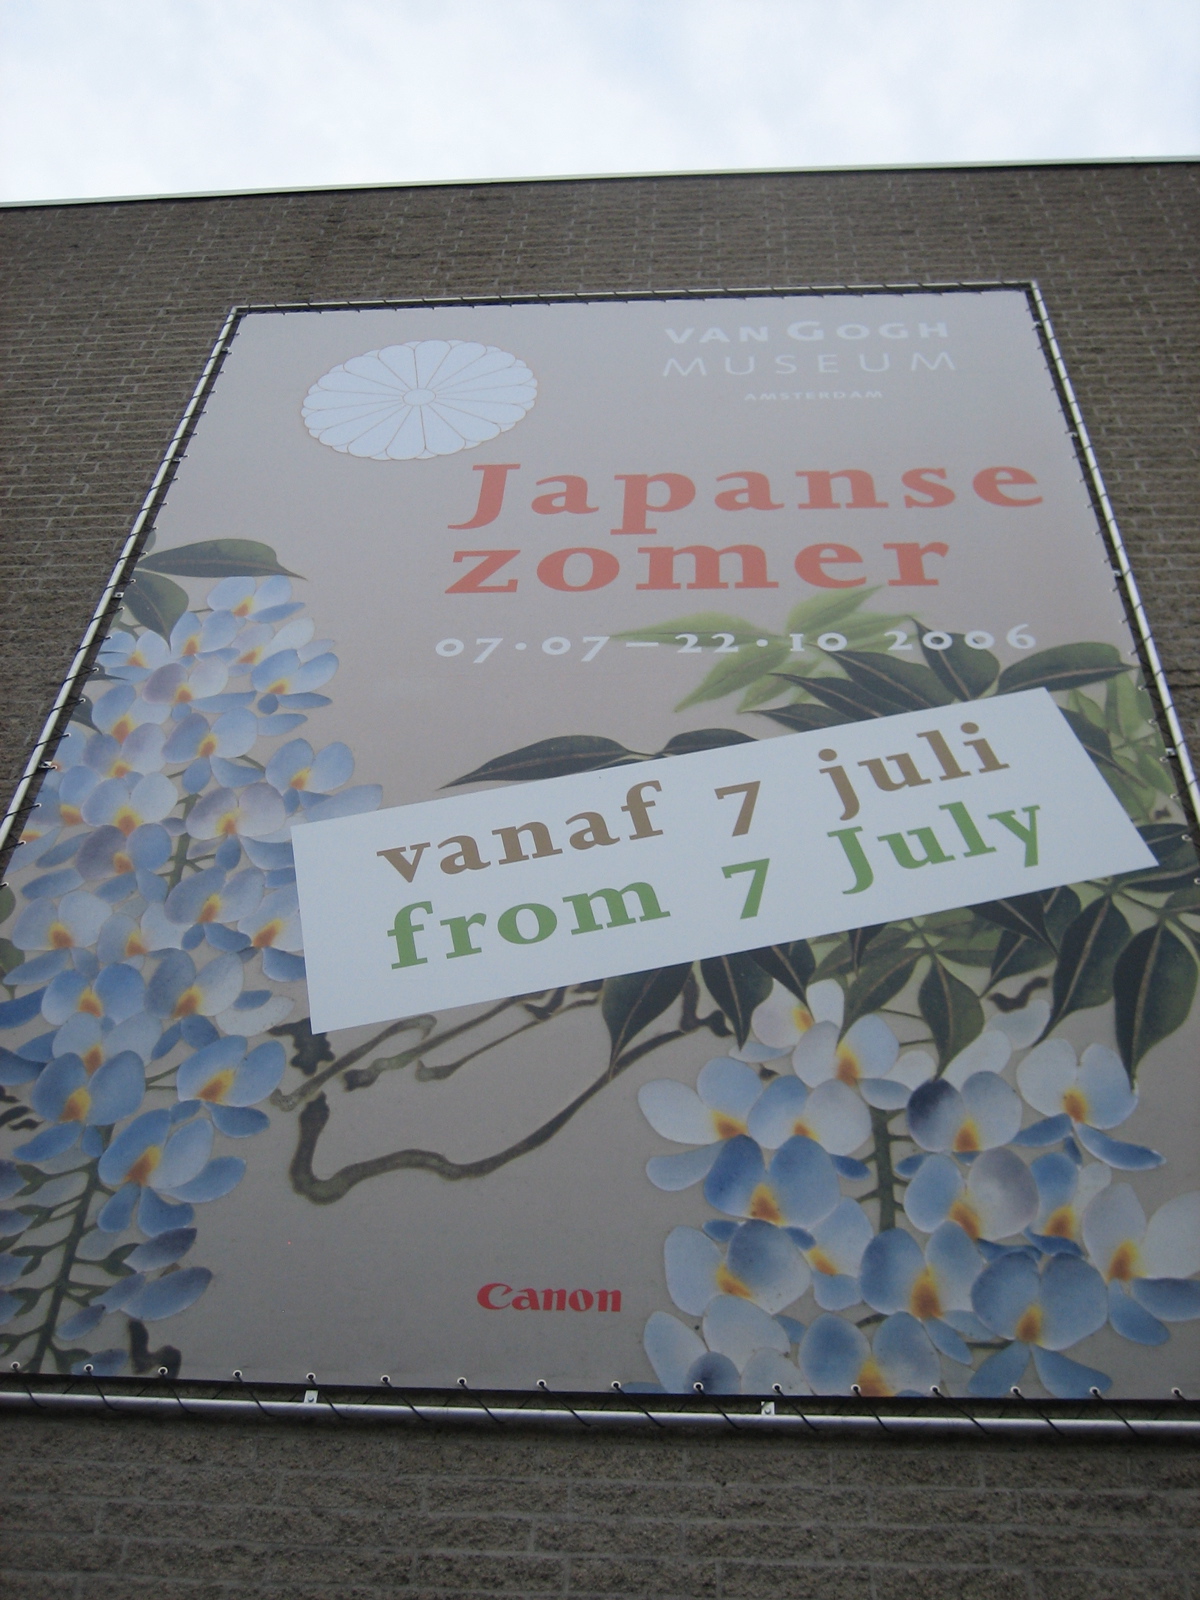 VAN GOGH
MUSEUM
AMSTERDAM
Japanse
zomer
07·07 – 22·10 2006
vanaf 7 juli
from 7 July
Canon